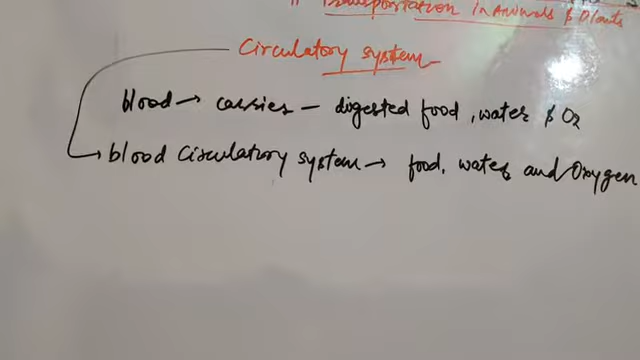 Transportation in Animals & Plants
Circulatory system
blood → carries – digested food, water & O2
→ blood Circulatory system → food, water and Oxygen